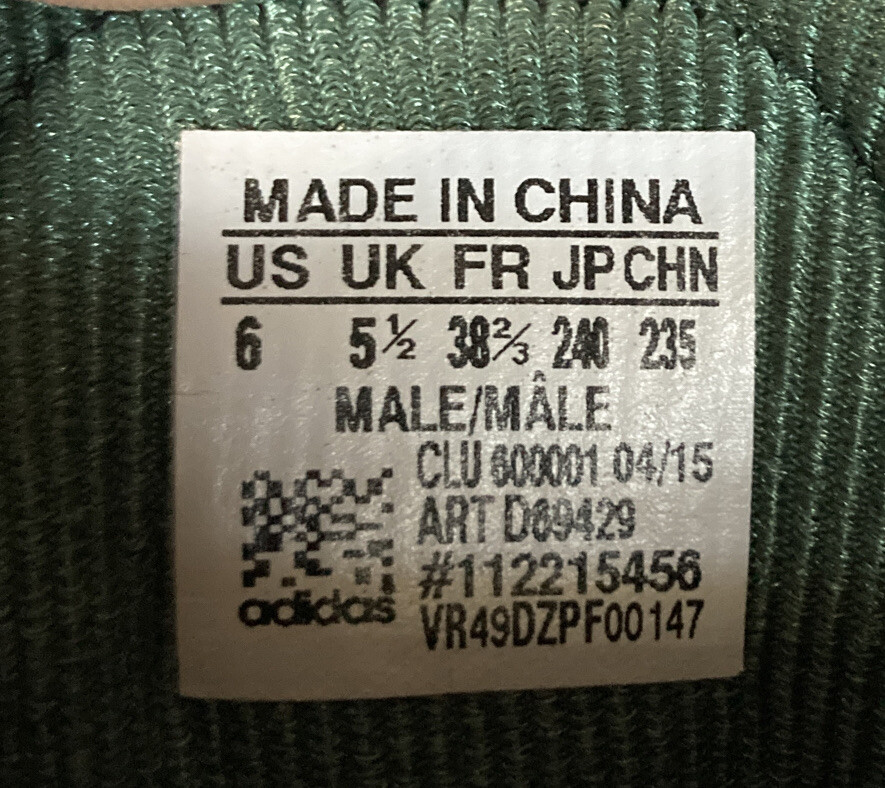 MADE IN CHINA
US UK FR JP CHN
6 5½ 38⅔ 240 235
MALE/MÂLE
CLU 600001 04/15
ART D69429
#112215456
adidas
VR49DZPF00147